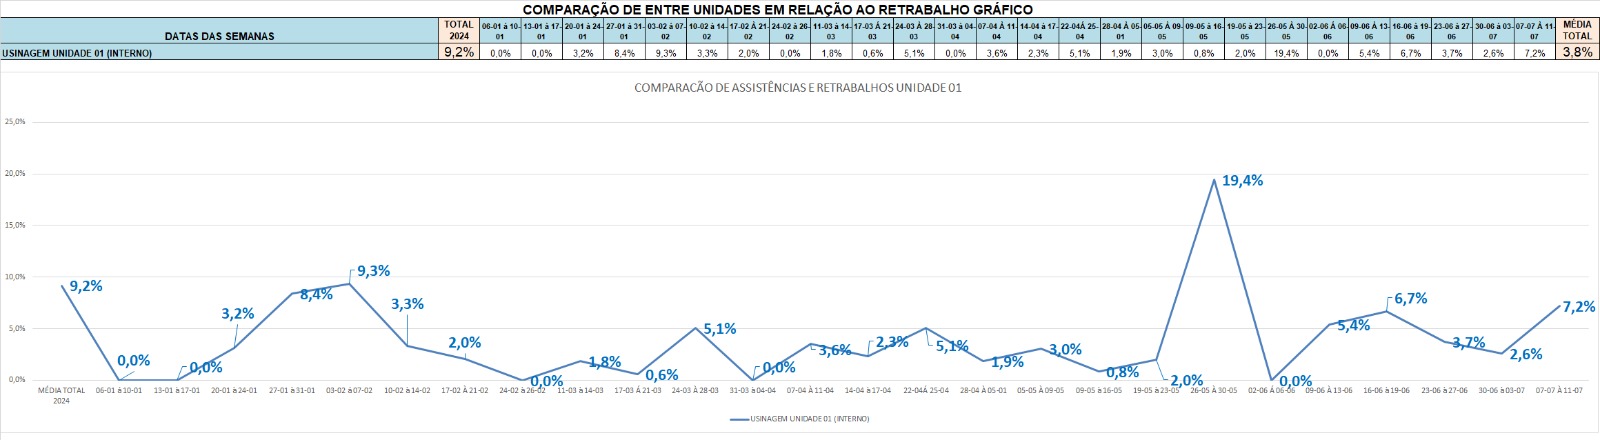 COMPARAÇÃO DE ENTRE UNIDADES EM RELAÇÃO AO RETRABALHO GRÁFICO
DATAS DAS SEMANAS TOTAL 2024 06-01 à 10-01 13-01 à 17-01 20-01 à 24-01 27-01 à 31-01 03-02 à 07-02 10-02 à 14-02 17-02 à 21-02 24-02 à 26-02 11-03 à 14-03 17-03 Á 21-03 24-03 à 28-03 31-03 à 04-04 07-04 Á 11-04 14-04 à 17-04 22-04Á 25-04 28-04 Á 05-01 05-05 Á 09-05 09-05 à 16-05 19-05 à 23-05 26-05 à 30-05 02-06 Á 06-06 09-06 Á 13-06 16-06 à 19-06 23-06 à 27-06 30-06 à 03-07 07-07 Á 11-07 MÉDIA TOTAL
USINAGEM UNIDADE 01 (INTERNO) 9,2% 0,0% 0,0% 3,2% 8,4% 9,3% 3,3% 2,0% 0,0% 1,8% 0,6% 5,1% 0,0% 3,6% 2,3% 5,1% 1,9% 3,0% 0,8% 2,0% 19,4% 0,0% 5,4% 6,7% 3,7% 2,6% 7,2% 3,8%
COMPARACÃO DE ASSISTÊNCIAS E RETRABALHOS UNIDADE 01
25,0%
20,0%
15,0%
10,0%
5,0%
0,0%
9,2% 0,0% 0,0% 3,2% 8,4% 9,3% 3,3% 2,0% 0,0% 1,8% 0,6% 5,1% 0,0% 3,6% 2,3% 5,1% 1,9% 3,0% 0,8% 2,0% 19,4% 0,0% 5,4% 6,7% 3,7% 2,6% 7,2%
MÉDIA TOTAL 2024 06-01 à 10-01 13-01 à 17-01 20-01 à 24-01 27-01 à 31-01 03-02 à 07-02 10-02 à 14-02 17-02 à 21-02 24-02 à 26-02 11-03 à 14-03 17-03 Á 21-03 24-03 à 28-03 31-03 à 04-04 07-04 Á 11-04 14-04 à 17-04 22-04Á 25-04 28-04 Á 05-01 05-05 Á 09-05 09-05 à 16-05 19-05 à 23-05 26-05 à 30-05 02-06 Á 06-06 09-06 Á 13-06 16-06 à 19-06 23-06 à 27-06 30-06 à 03-07 07-07 Á 11-07
USINAGEM UNIDADE 01 (INTERNO)